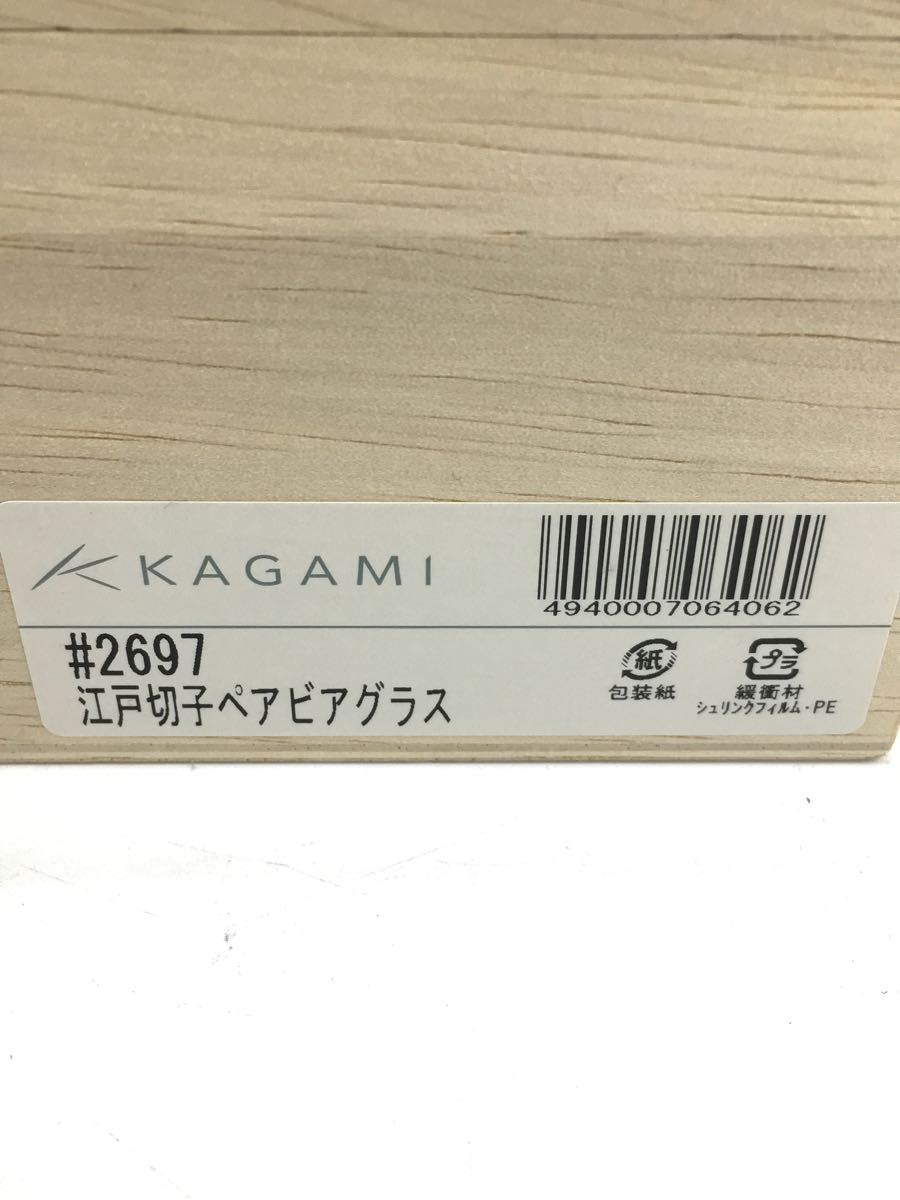 KAGAMI
4940007064062
#2697
江戸切子ペアビアグラス
紙
包装紙
プラ
緩衝材
シュリンクフィルム・PE